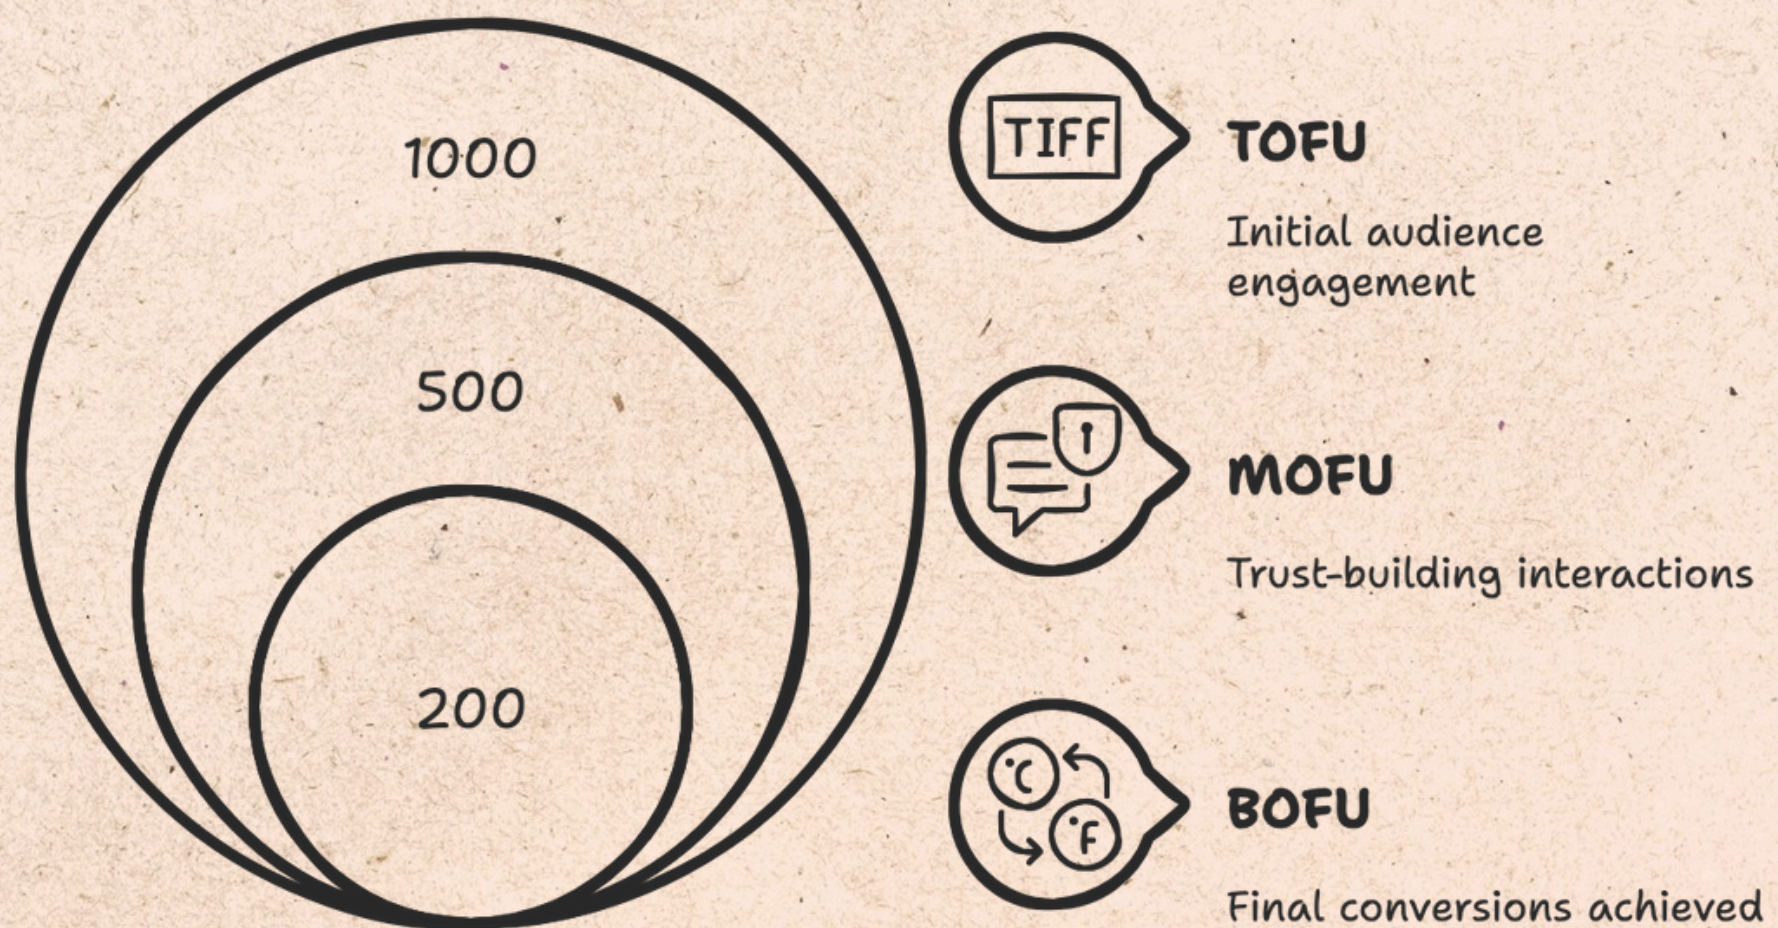 1000
500
200
TIFF
TOFU
Initial audience
engagement
MOFU
Trust-building interactions
°C
°F
BOFU
Final conversions achieved